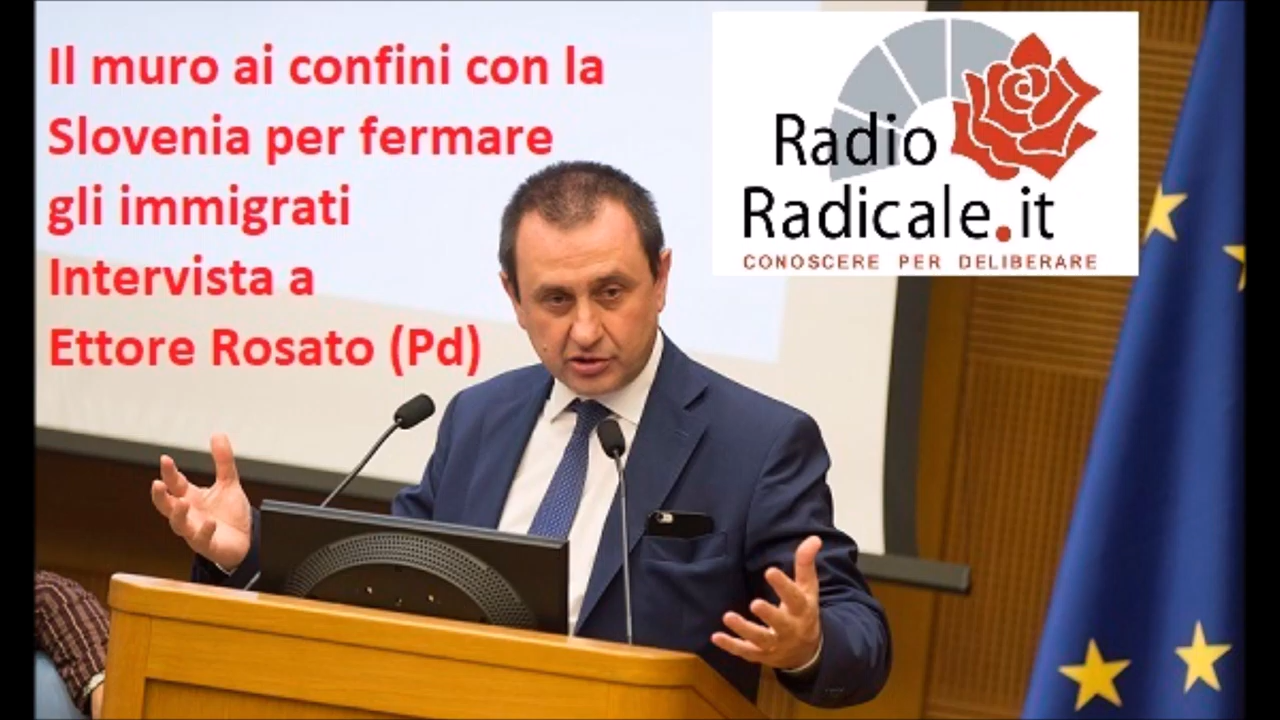 Il muro ai confini con la
Slovenia per fermare
gli immigrati
Intervista a
Ettore Rosato (Pd)
Radio
Radicale.it
CONOSCERE PER DELIBERARE